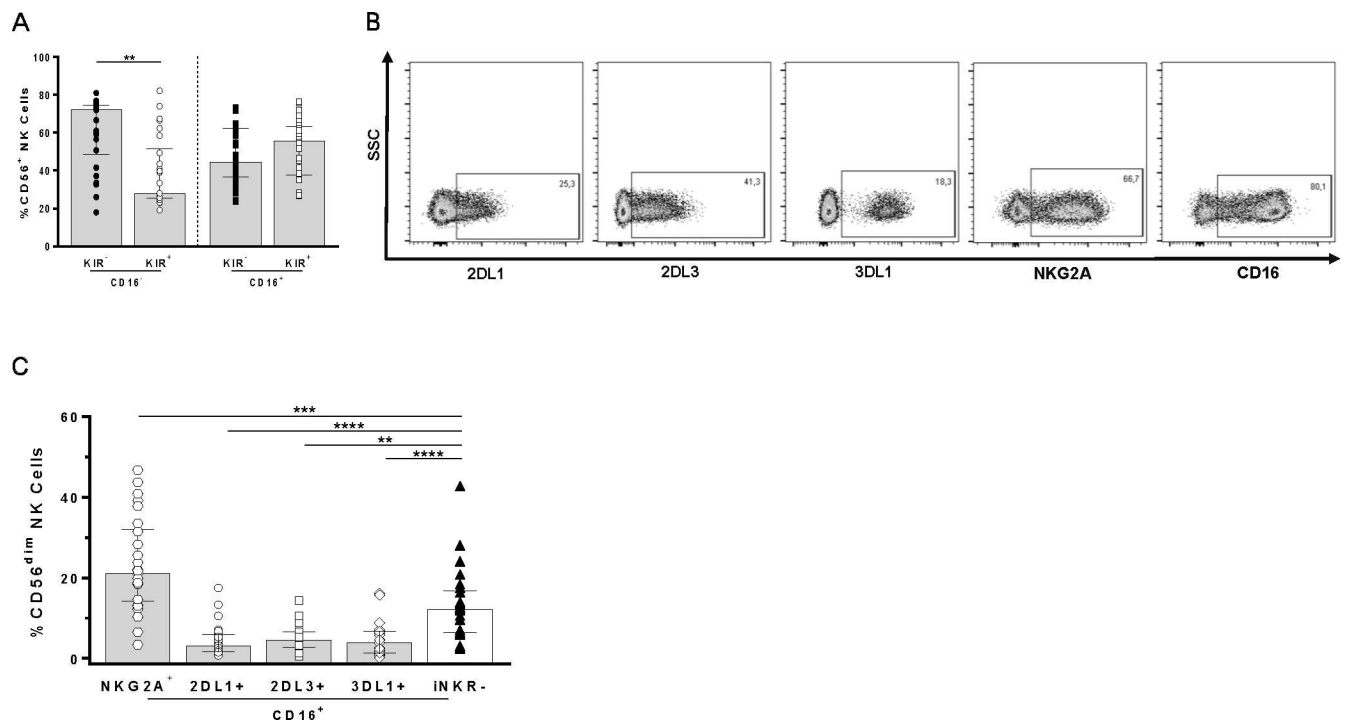 A
100
80
60
40
20
0
% CD56+ NK Cells
**
KIR- KIR+ KIR- KIR+
CD16- CD16+
B
SSC
25,3
41,3
18,3
66,7
80,1
2DL1 2DL3 3DL1 NKG2A CD16
C
60
40
20
0
% CD56dim NK Cells
***
****
**
****
NKG2A+ 2DL1+ 2DL3+ 3DL1+ iNKR-
CD16+